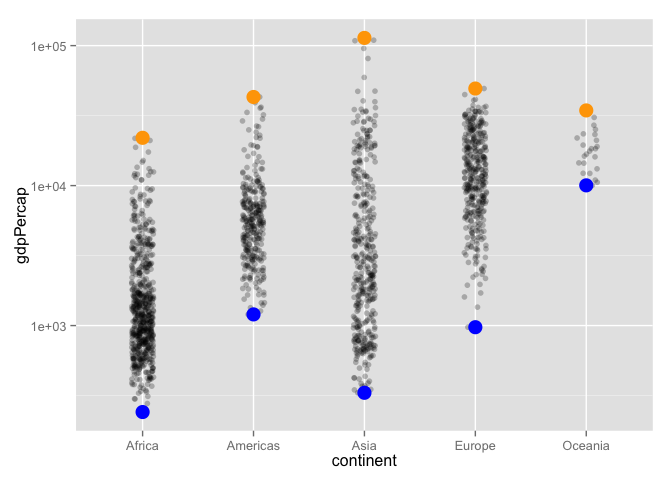 1e+05
1e+04
1e+03
gdpPercap
Africa Americas Asia Europe Oceania
continent